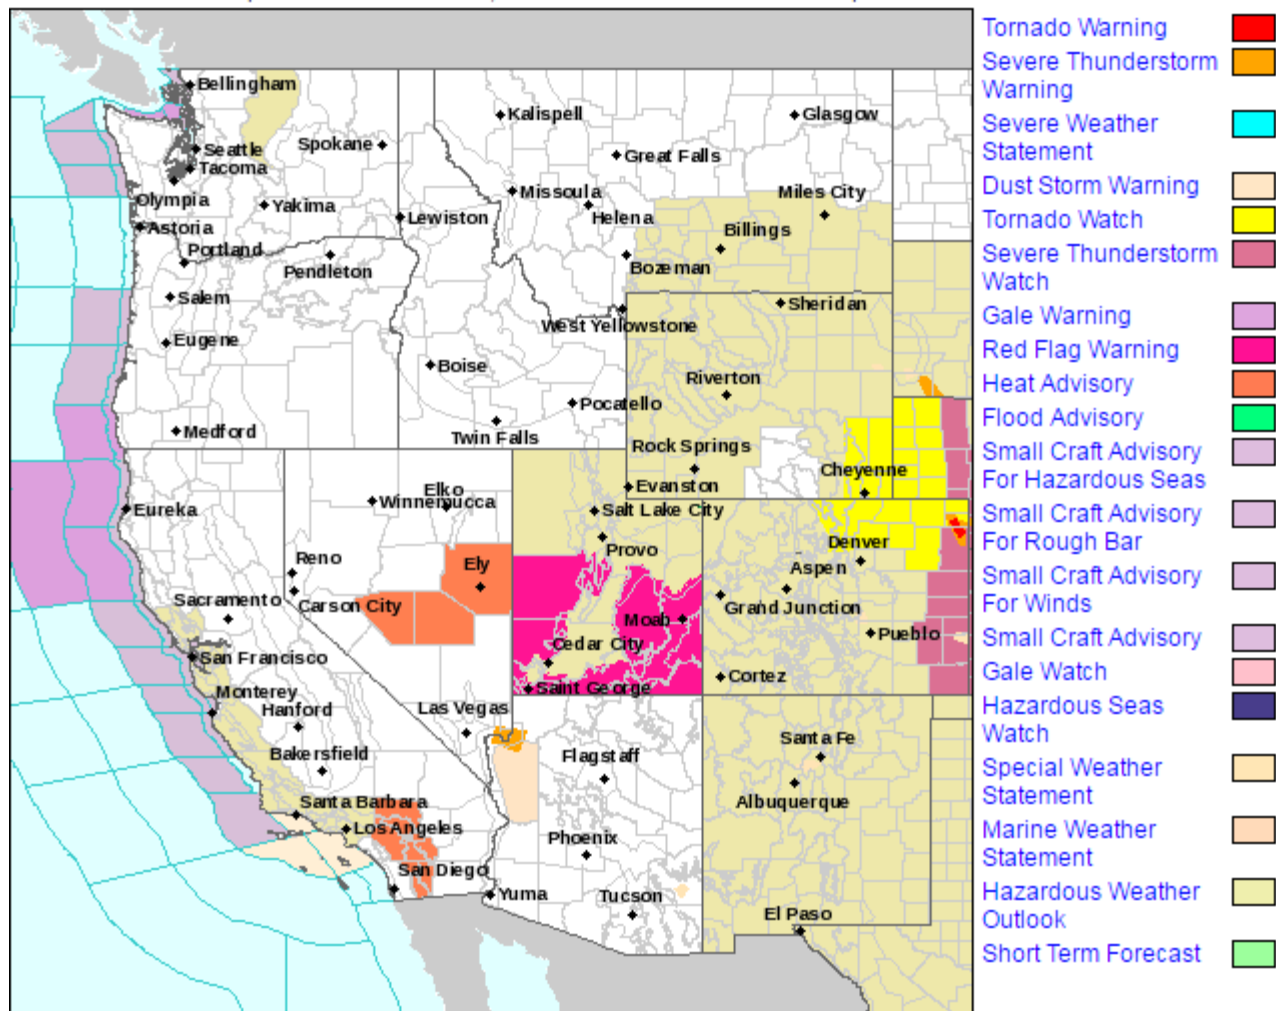 Bellingham
Seattle
Tacoma
Spokane
Olympia
Yakima
Astoria
Portland
Pendleton
Salem
Eugene
Medford
Kalispell
Glasgow
Great Falls
Missoula
Helena
Miles City
Lewiston
Billings
Bozeman
Sheridan
West Yellowstone
Boise
Riverton
Pocatello
Twin Falls
Rock Springs
Cheyenne
Evanston
Elko
Winnemucca
Eureka
Salt Lake City
Provo
Denver
Reno
Ely
Aspen
Sacramento
Carson City
Grand Junction
Moab
Pueblo
Cedar City
San Francisco
Cortez
Saint George
Monterey
Hanford
Las Vegas
Bakersfield
Flagstaff
Santa Fe
Albuquerque
Santa Barbara
Los Angeles
Phoenix
San Diego
Yuma
Tucson
El Paso
Tornado Warning
Severe Thunderstorm
Warning
Severe Weather
Statement
Dust Storm Warning
Tornado Watch
Severe Thunderstorm
Watch
Gale Warning
Red Flag Warning
Heat Advisory
Flood Advisory
Small Craft Advisory
For Hazardous Seas
Small Craft Advisory
For Rough Bar
Small Craft Advisory
For Winds
Small Craft Advisory
Gale Watch
Hazardous Seas
Watch
Special Weather
Statement
Marine Weather
Statement
Hazardous Weather
Outlook
Short Term Forecast